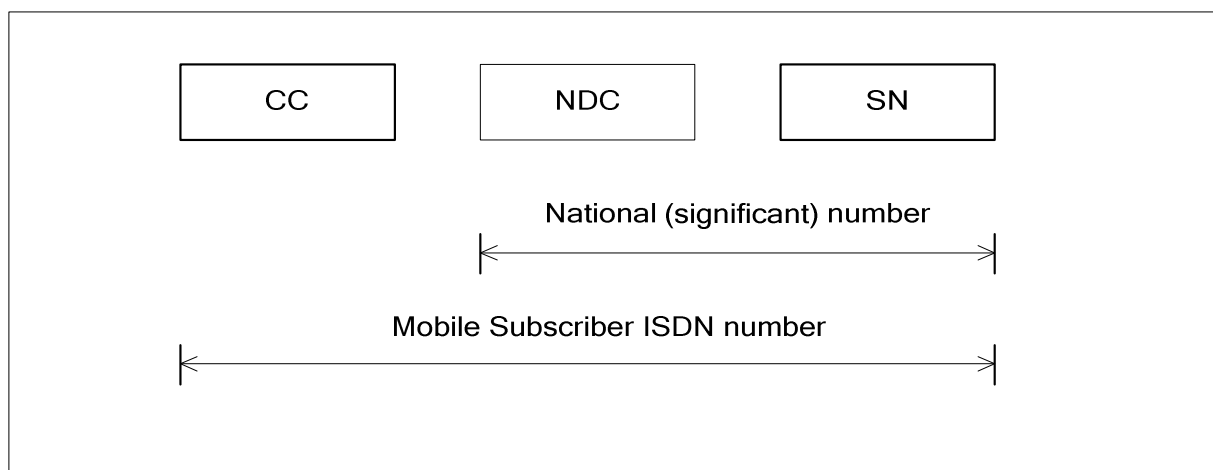 CC NDC SN
National (significant) number
Mobile Subscriber ISDN number